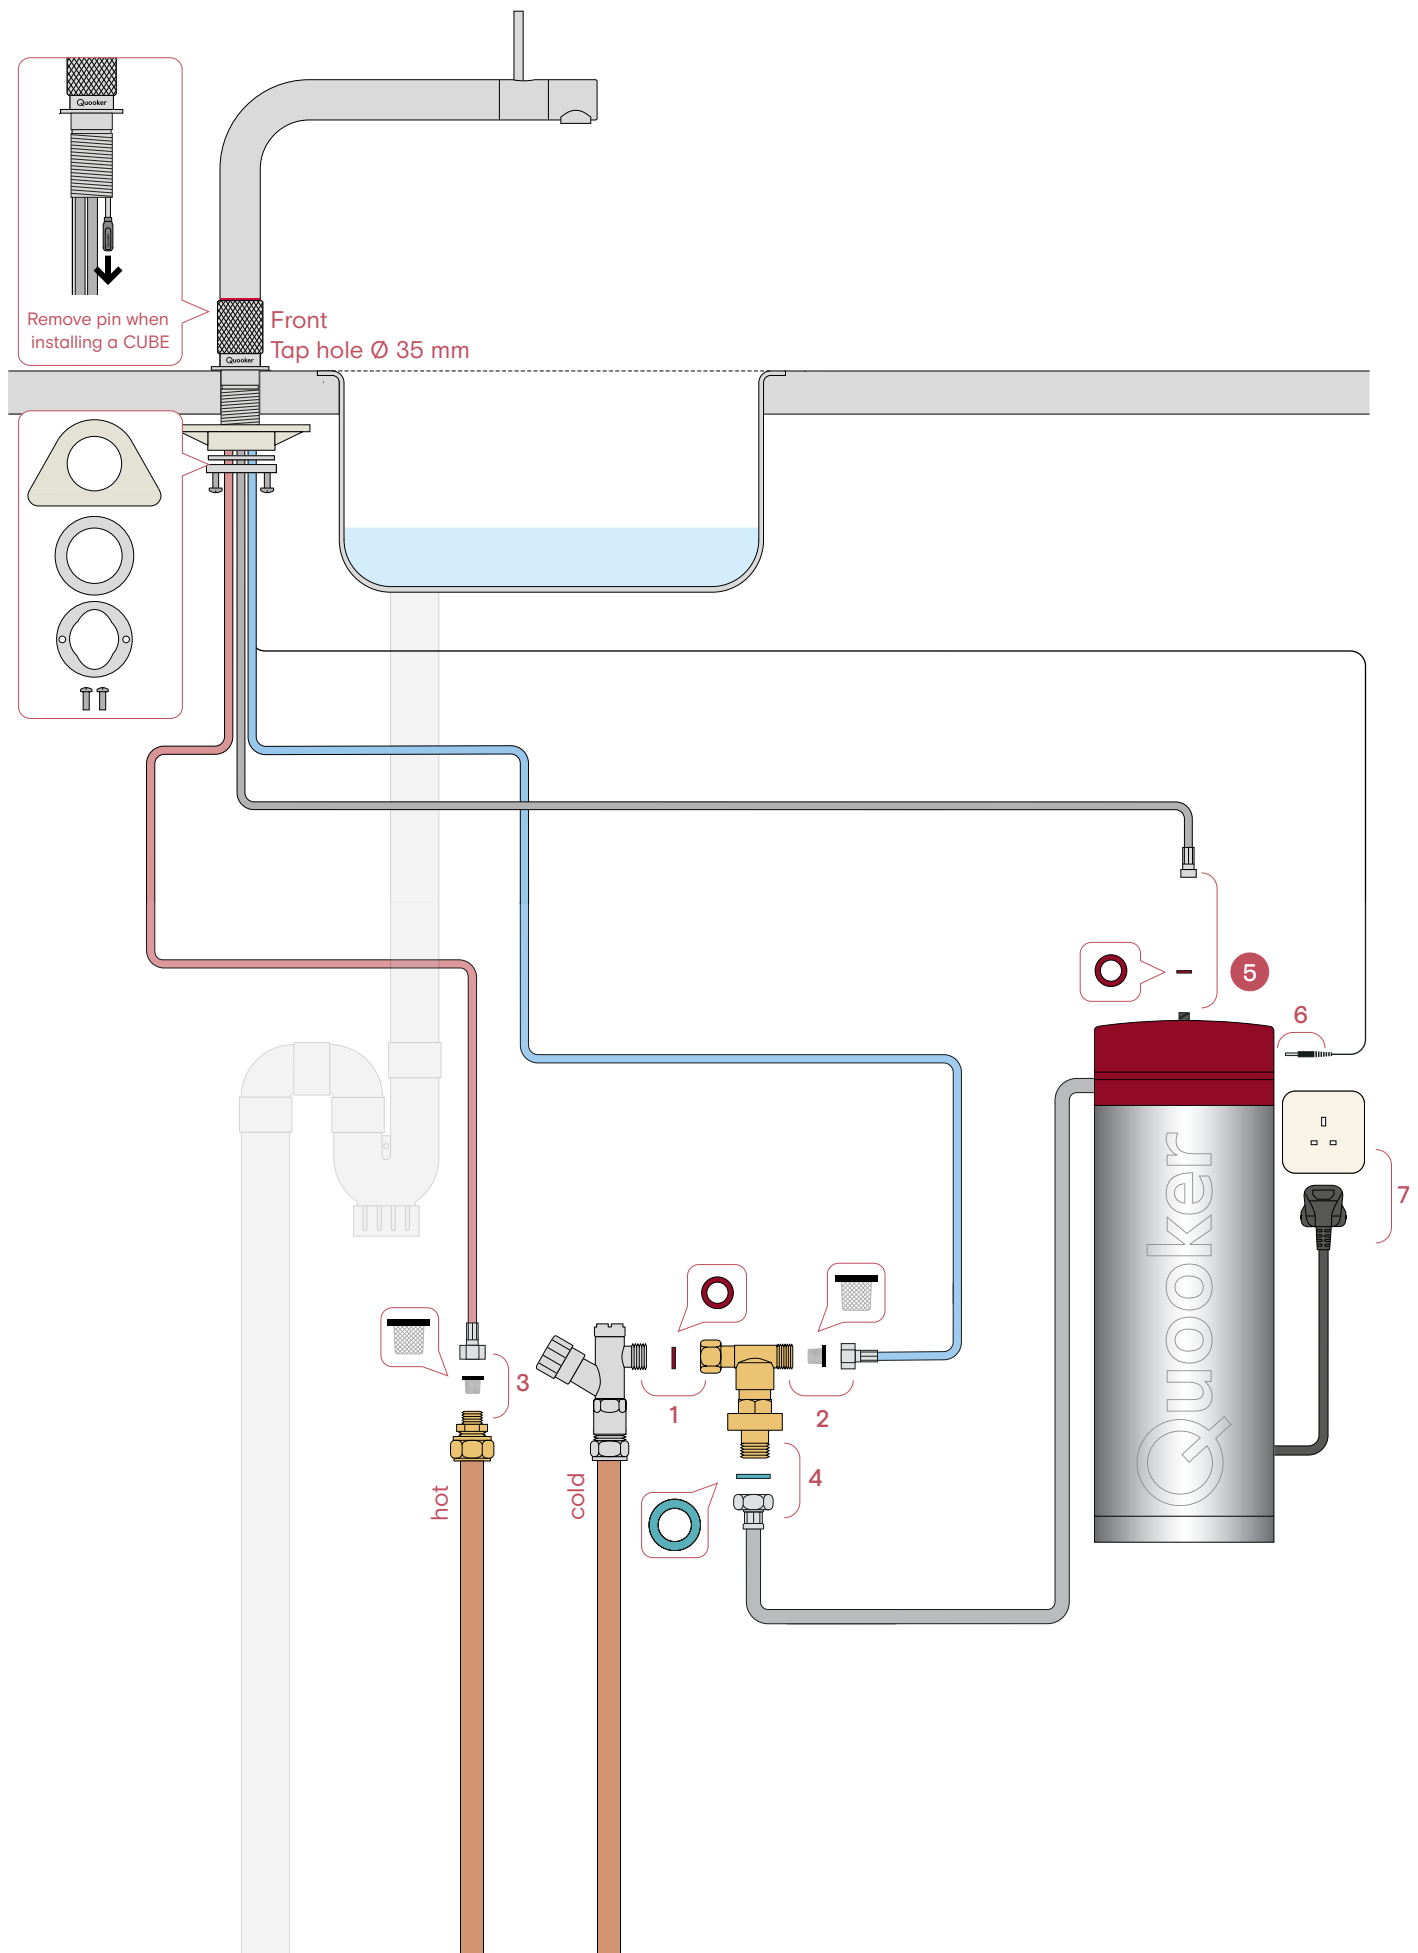 Quooker
Remove pin when
installing a CUBE
Front
Tap hole Ø 35 mm
Quooker
5
6
7
Quooker
3
1
2
4
hot
cold